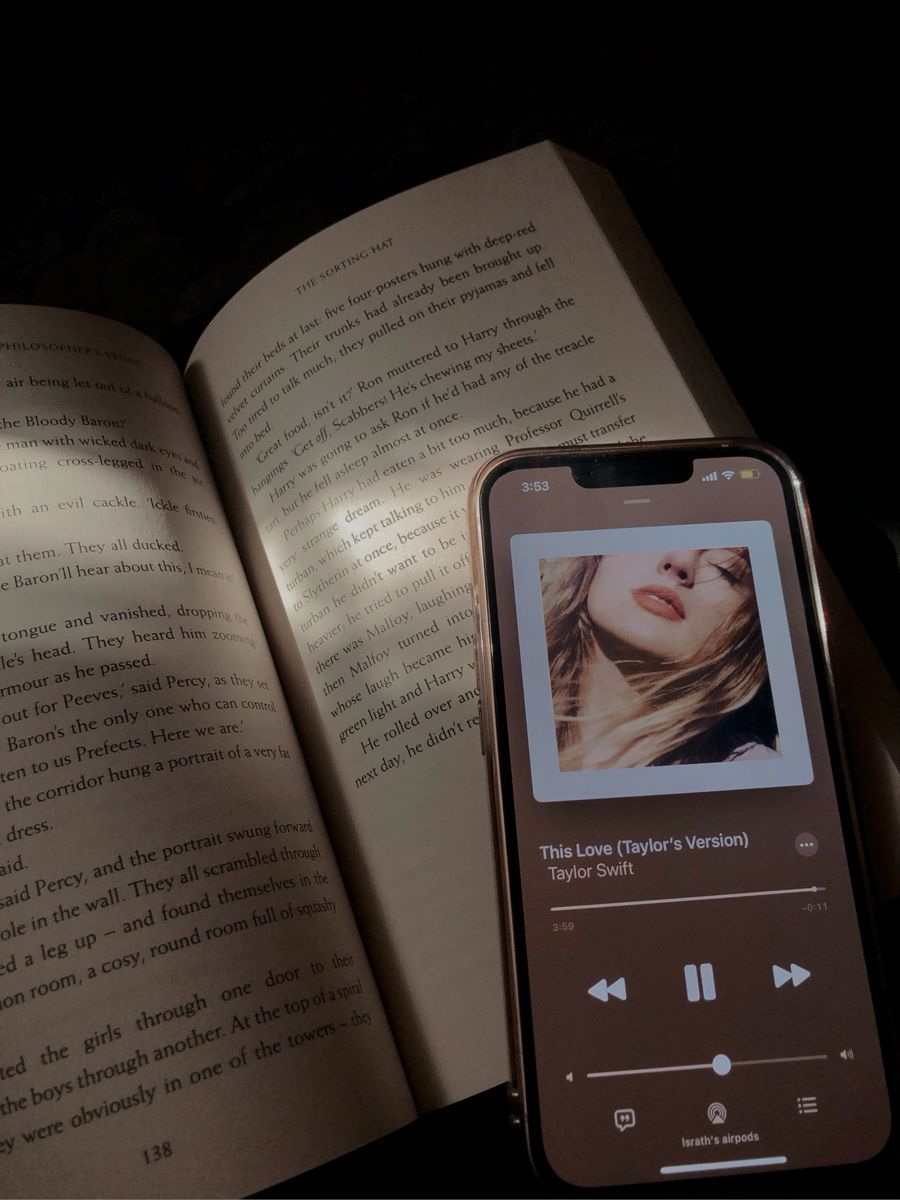 PHILOSOPHER'S STONE
air being let out of a balloon
the Bloody Baron?'
man with wicked dark eyes and
oating cross-legged in the air,
ith an evil cackle. 'Ickle firsties!
at them. They all ducked.
e Baron'll hear about this, I mean it!'
tongue and vanished, dropping the
le's head. They heard him zooming
rmour as he passed.
out for Peeves,' said Percy, as they set
Baron's the only one who can control
ten to us Prefects. Here we are.'
the corridor hung a portrait of a very fat
dress.
aid.
said Percy, and the portrait swung forward
ole in the wall. They all scrambled through
ed a leg up – and found themselves in the
on room, a cosy, round room full of squashy
ted the girls through one door to their
the boys through another. At the top of a spiral
ey were obviously in one of the towers – they
138
THE SORTING HAT
found their beds at last: five four-posters hung with deep-red
velvet curtains. Their trunks had already been brought up.
Too tired to talk much, they pulled on their pyjamas and fell
into bed.
'Great food, isn't it?' Ron muttered to Harry through the
hangings. 'Get off, Scabbers! He's chewing my sheets.'
Harry was going to ask Ron if he'd had any of the treacle
tart, but he fell asleep almost at once.
Perhaps Harry had eaten a bit too much, because he had a
very strange dream. He was wearing Professor Quirrell's
turban, which kept talking to him must transfer
to Slytherin at once, because it the
turban he didn't want to be i
heavier, he tried to pull it off
there was Malfoy, laughing
then Malfoy turned into
whose laugh became hig
green light and Harry w
He rolled over and
next day, he didn't re
3:53
This Love (Taylor's Version)
Taylor Swift
3:59
-0:11
Israth's airpods